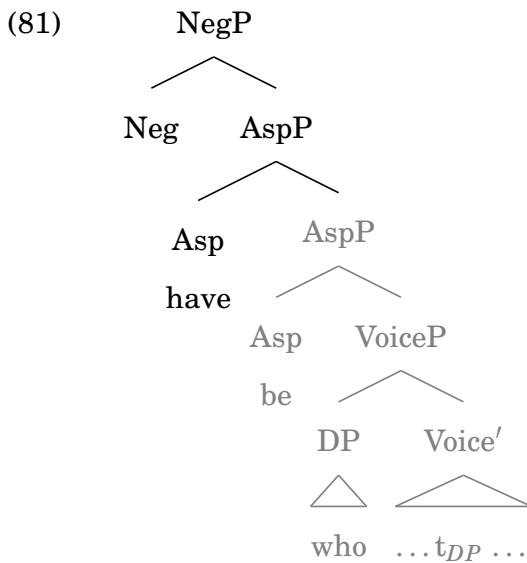 (81) NegP
Neg AspP
Asp AspP
have
Asp VoiceP
be
DP Voice′
who …t_DP …